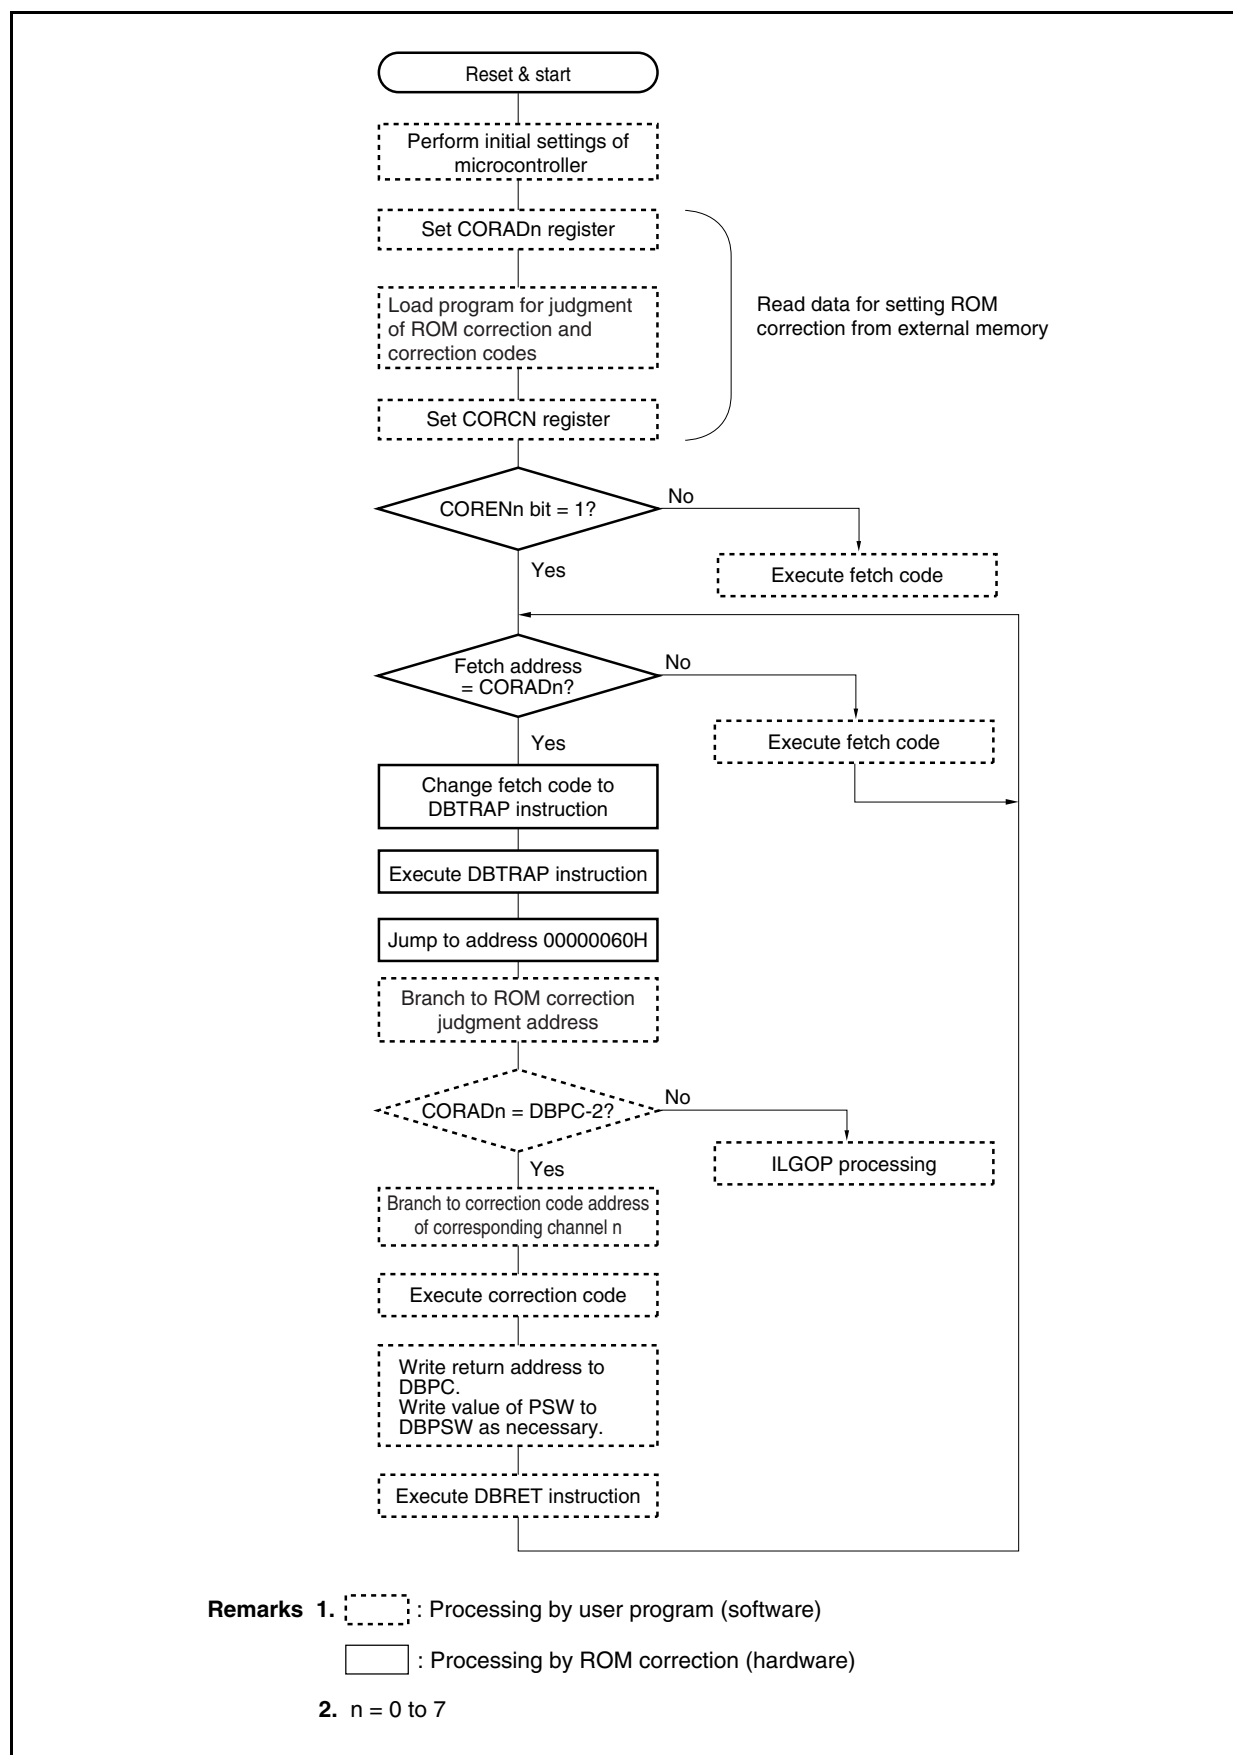 Reset & start
Perform initial settings of
microcontroller
Set CORADn register
Load program for judgment
of ROM correction and
correction codes
Read data for setting ROM
correction from external memory
Set CORCN register
CORENn bit = 1?
No
Execute fetch code
Yes
Fetch address
= CORADn?
No
Execute fetch code
Yes
Change fetch code to
DBTRAP instruction
Execute DBTRAP instruction
Jump to address 00000060H
Branch to ROM correction
judgment address
CORADn = DBPC-2?
No
ILGOP processing
Yes
Branch to correction code address
of corresponding channel n
Execute correction code
Write return address to
DBPC.
Write value of PSW to
DBPSW as necessary.
Execute DBRET instruction
Remarks 1. : Processing by user program (software)
: Processing by ROM correction (hardware)
2. n = 0 to 7